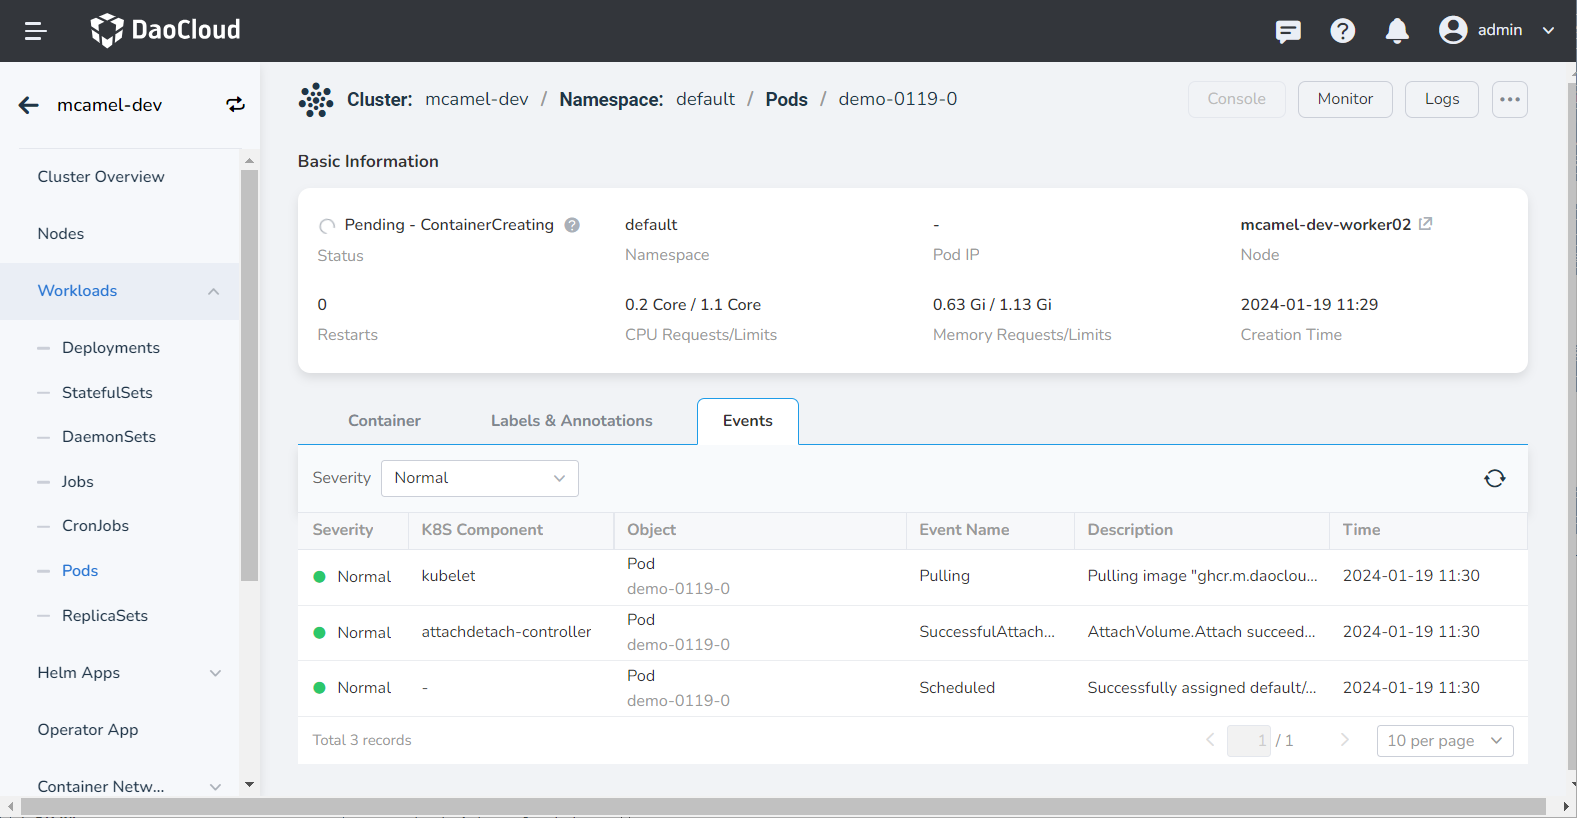 DaoCloud
admin
mcamel-dev
Cluster: mcamel-dev / Namespace: default / Pods / demo-0119-0
Console
Monitor
Logs
Cluster Overview
Nodes
Workloads
Deployments
StatefulSets
DaemonSets
Jobs
CronJobs
Pods
ReplicaSets
Helm Apps
Operator App
Container Netw...
Basic Information
Pending - ContainerCreating
Status
default
Namespace
-
Pod IP
mcamel-dev-worker02
Node
0
Restarts
0.2 Core / 1.1 Core
CPU Requests/Limits
0.63 Gi / 1.13 Gi
Memory Requests/Limits
2024-01-19 11:29
Creation Time
Container
Labels & Annotations
Events
Severity Normal
Severity K8S Component Object Event Name Description Time
Normal kubelet Pod Pulling Pulling image "ghcr.m.daoclou... 2024-01-19 11:30
demo-0119-0
Normal attachdetach-controller Pod SuccessfulAttach... AttachVolume.Attach succeed... 2024-01-19 11:30
demo-0119-0
Normal - Pod Scheduled Successfully assigned default/... 2024-01-19 11:30
demo-0119-0
Total 3 records
1 / 1
10 per page